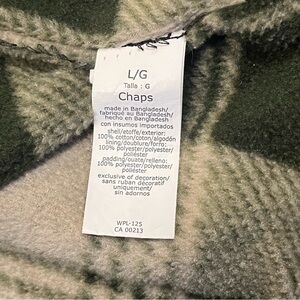 L/G
Talla : G
Chaps
made in Bangladesh/
fabriqué au Bangladesh/
hecho en Bangladesh
con insumos importados
shell/etoffe/exterior:
100% cotton/coton/algodón
lining/doublure/forro:
100% polyester/polyester/
poliéster
padding/ouate/relleno:
100% polyester/polyester/
poliéster
exclusive of decoration/
sans ruban décoratif
uniquement/
sin adornos
WPL-125
CA 00213